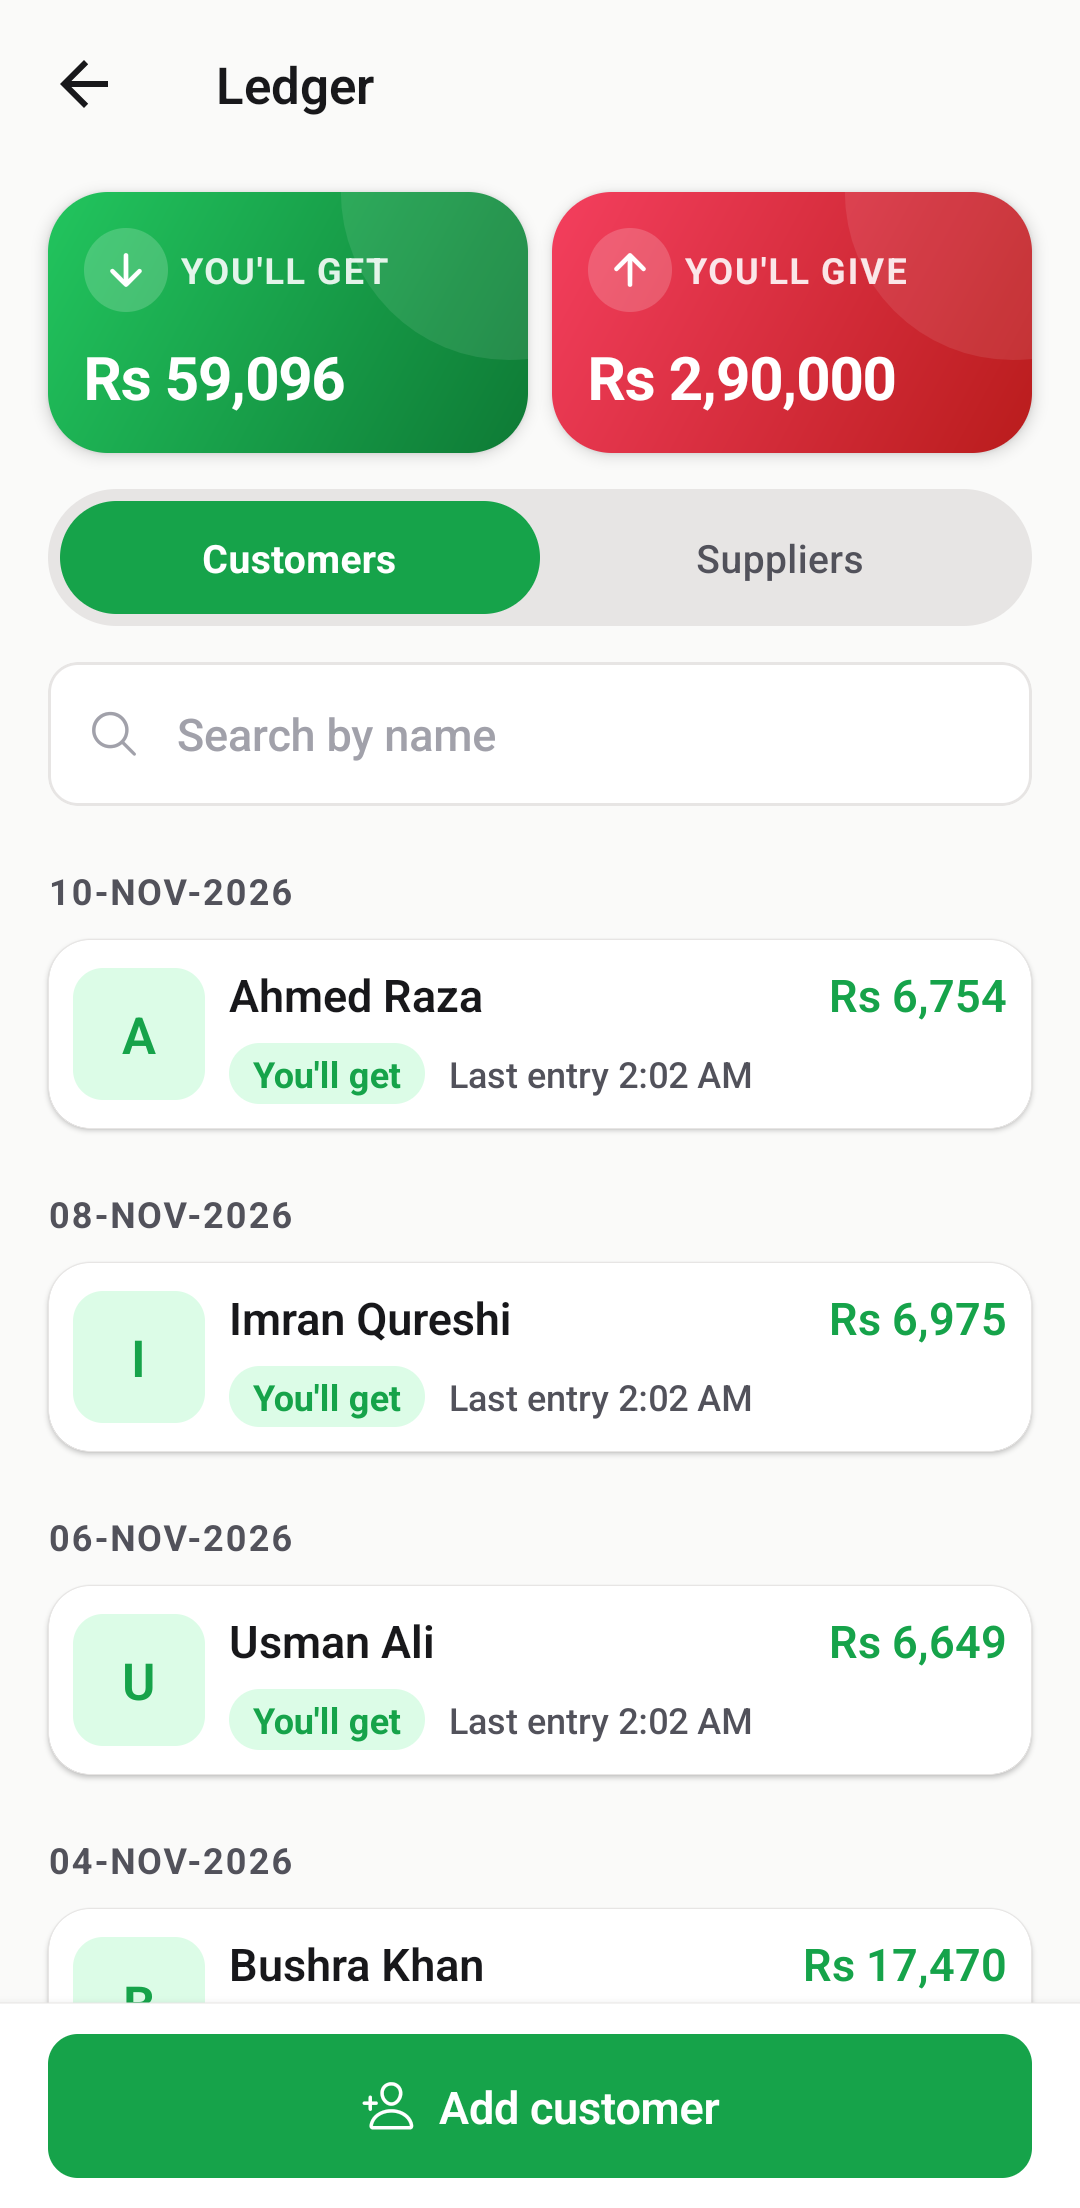 Ledger
YOU'LL GET
Rs 59,096
YOU'LL GIVE
Rs 2,90,000
Customers
Suppliers
Search by name
10-NOV-2026
A
Ahmed Raza
Rs 6,754
You'll get
Last entry 2:02 AM
08-NOV-2026
I
Imran Qureshi
Rs 6,975
You'll get
Last entry 2:02 AM
06-NOV-2026
U
Usman Ali
Rs 6,649
You'll get
Last entry 2:02 AM
04-NOV-2026
B
Bushra Khan
Rs 17,470
Add customer